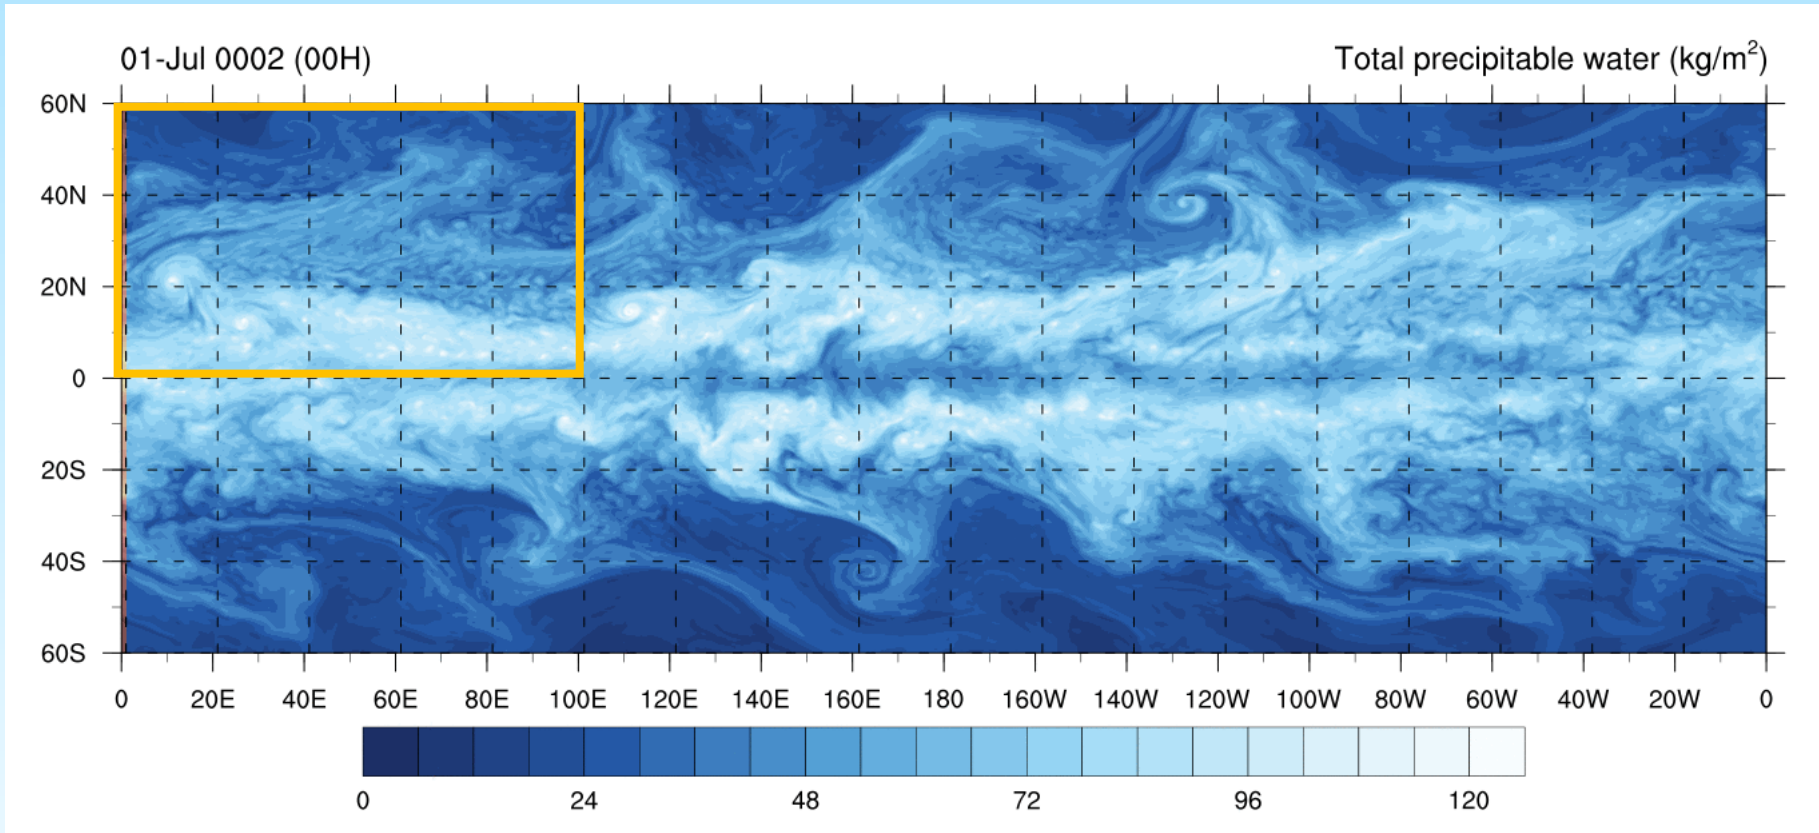 01-Jul 0002 (00H) Total precipitable water (kg/m²)
60N
40N
20N
0
20S
40S
60S
0 20E 40E 60E 80E 100E 120E 140E 160E 180 160W 140W 120W 100W 80W 60W 40W 20W 0
0 24 48 72 96 120